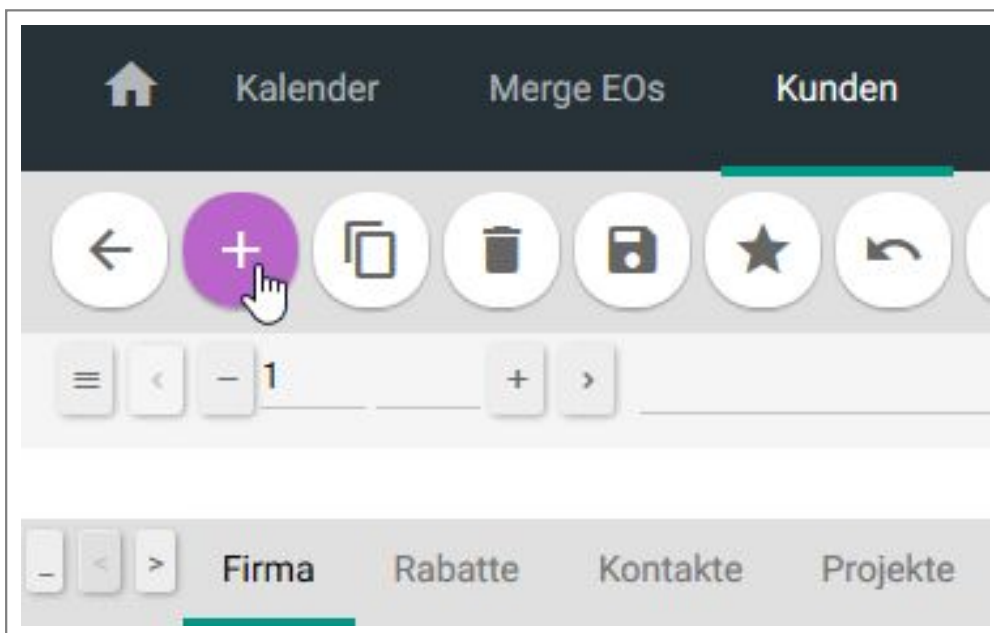 Kalender Merge EOs Kunden
− 1 + >
_ < > Firma Rabatte Kontakte Projekte